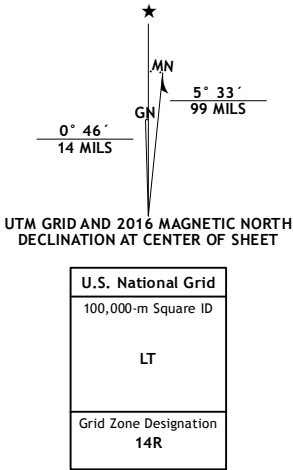 ★
MN
GN
5° 33´
99 MILS
0° 46´
14 MILS
UTM GRID AND 2016 MAGNETIC NORTH
DECLINATION AT CENTER OF SHEET
U.S. National Grid
100,000-m Square ID
LT
Grid Zone Designation
14R